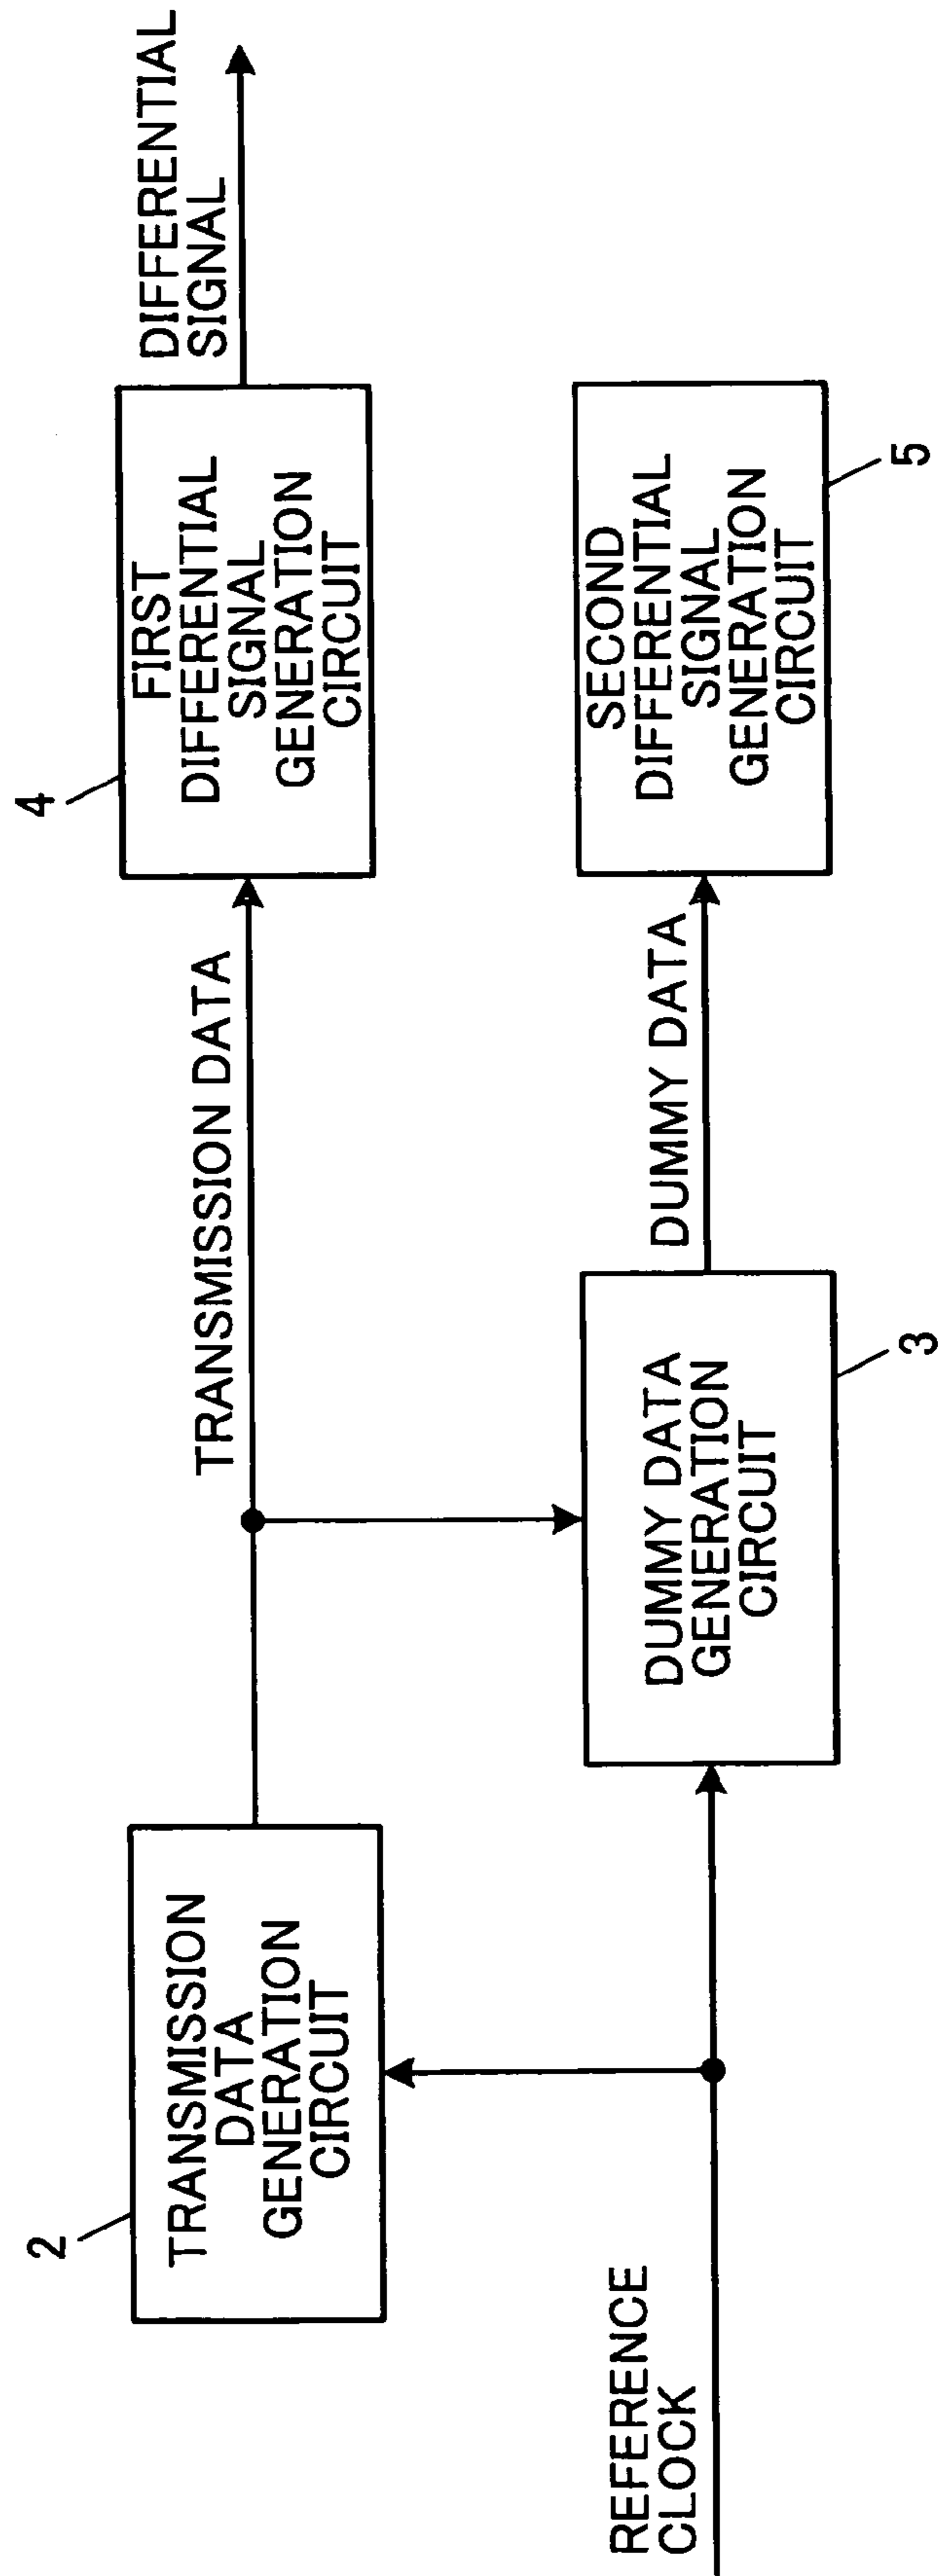 2
TRANSMISSION
DATA
GENERATION
CIRCUIT
TRANSMISSION DATA
4
FIRST
DIFFERENTIAL
SIGNAL
GENERATION
CIRCUIT
DIFFERENTIAL
SIGNAL
REFERENCE
CLOCK
DUMMY DATA
GENERATION
CIRCUIT
3
DUMMY DATA
SECOND
DIFFERENTIAL
SIGNAL
GENERATION
CIRCUIT
5